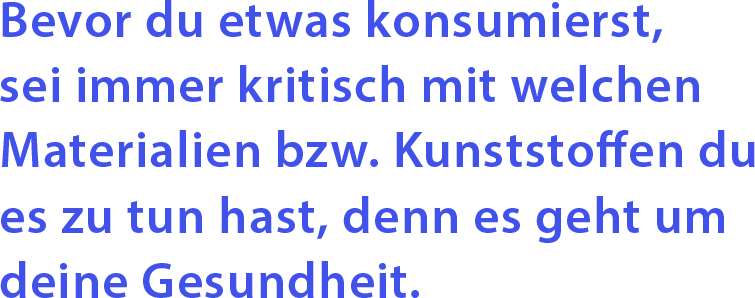 Bevor du etwas konsumierst,
sei immer kritisch mit welchen
Materialien bzw. Kunststoffen du
es zu tun hast, denn es geht um
deine Gesundheit.